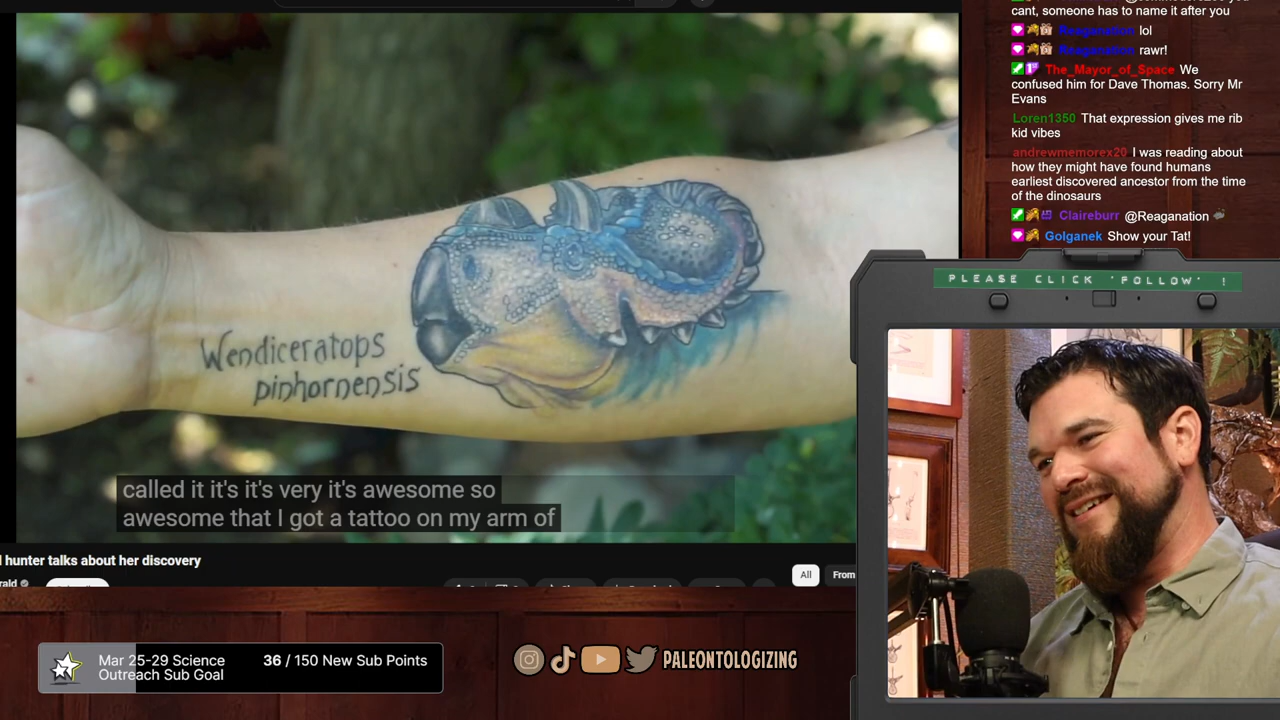 cant, someone has to name it after you
Reaganation lol
Reaganation rawr!
The_Mayor_of_Space We
confused him for Dave Thomas. Sorry Mr
Evans
Loren1350 That expression gives me rib
kid vibes
andrewmemorex20 I was reading about
how they might have found humans
earliest discovered ancestor from the time
of the dinosaurs
Claireburr @Reaganation
Golganek Show your Tat!
PLEASE CLICK "FOLLOW" !
Wendiceratops
pinhornensis
called it it's it's very it's awesome so
awesome that I got a tattoo on my arm of
hunter talks about her discovery
All From
Mar 25-29 Science
Outreach Sub Goal
36 / 150 New Sub Points
PALEONTOLOGIZING